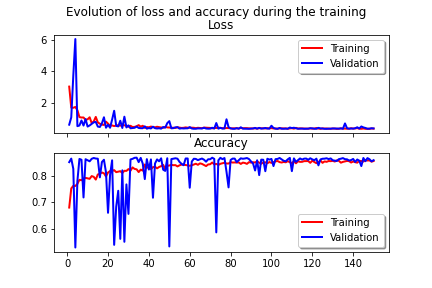 Evolution of loss and accuracy during the training
Loss
6
4
2
Training
Validation
Accuracy
0.8
0.7
0.6
Training
Validation
0 20 40 60 80 100 120 140